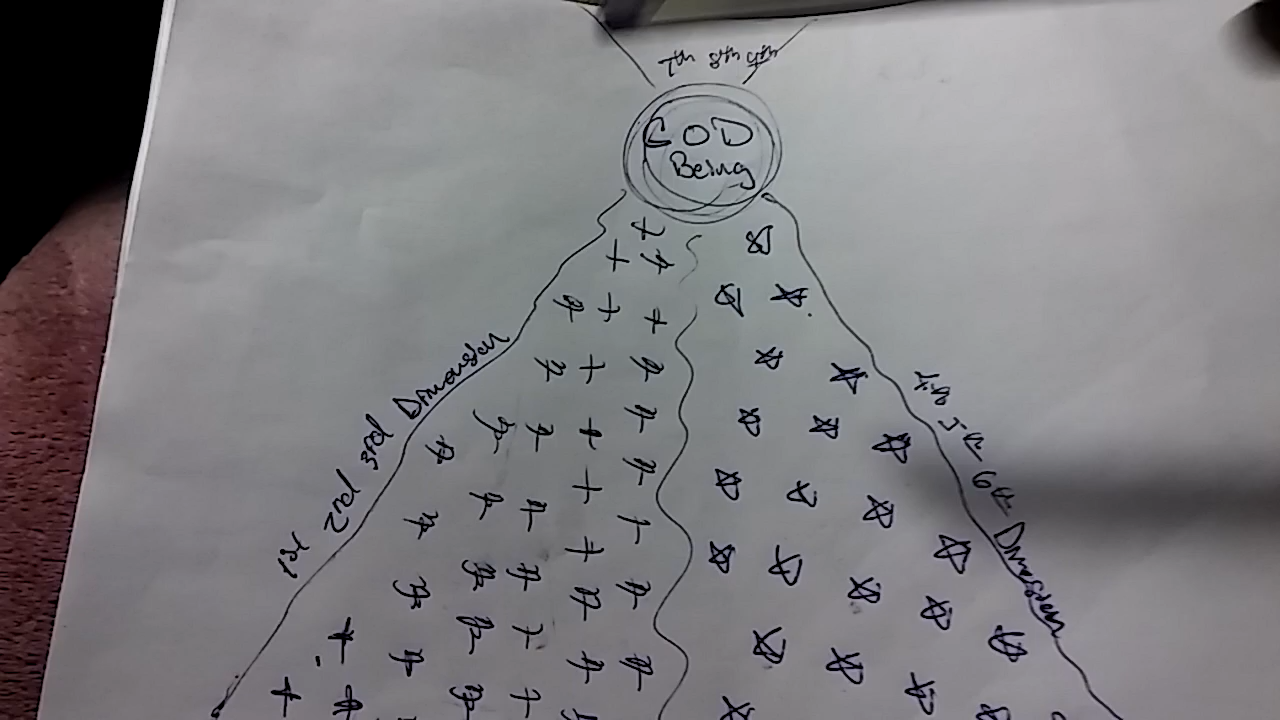 7th 8th 9th
GOD
Being
1st 2nd 3rd Dimension
4th 5th 6th Dimension